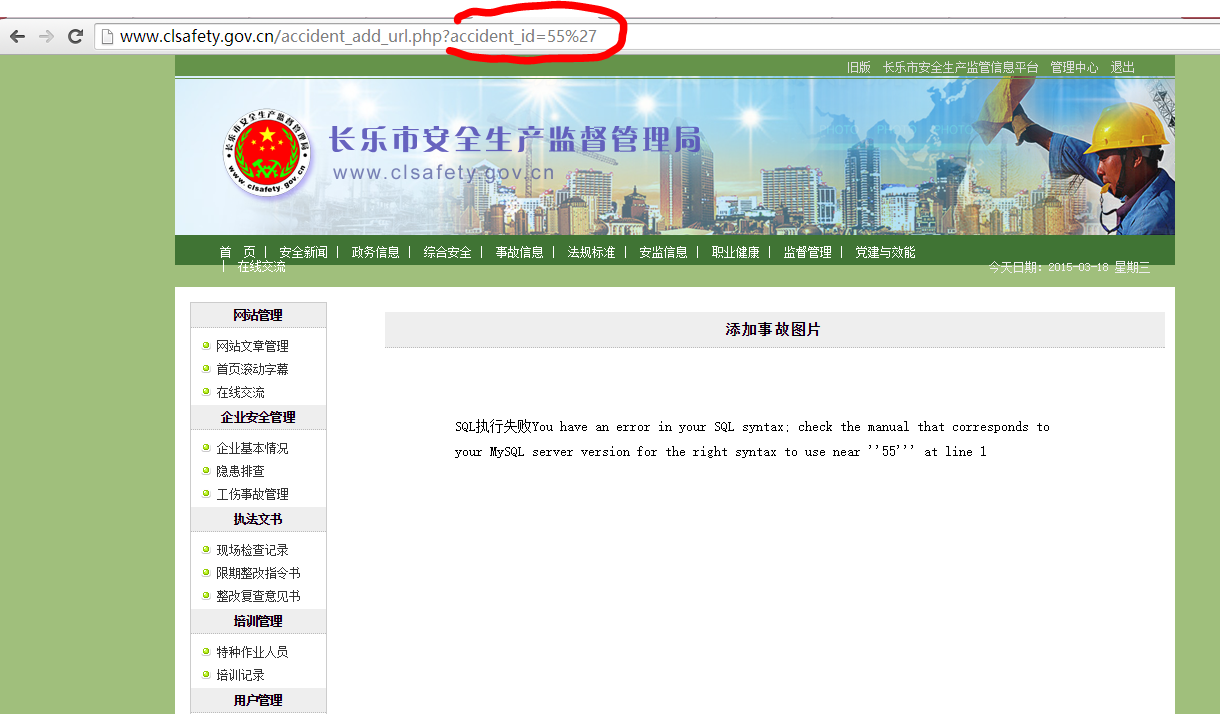 www.clsafety.gov.cn/accident_add_url.php?accident_id=55%27
旧版 长乐市安全生产监管信息息平台 管理中心 退出
长乐市安全生产监督管理局
www.clsafety.gov.cn
长乐市安全生产监督管理局
www.clsafety.gov.cn
首 页 | 安全新闻 | 政务信息 | 综合安全 | 事故信息 | 法规标准 | 安监信息 | 职业健康 | 监督管理 | 党建与效能
| 在线交流
今天日期：2015-03-18 星期三
网站管理
网站文章管理
首页滚动字幕
在线交流
企业安全管理
企业基本情况
隐患排查
工伤事故管理
执法文书
现场检查记录
限期整改指令书
整改复查意见书
培训管理
特种作业人员
培训记录
用户管理
添加事故图片
SQL执行失败You have an error in your SQL syntax; check the manual that corresponds to
your MySQL server version for the right syntax to use near ''55''' at line 1